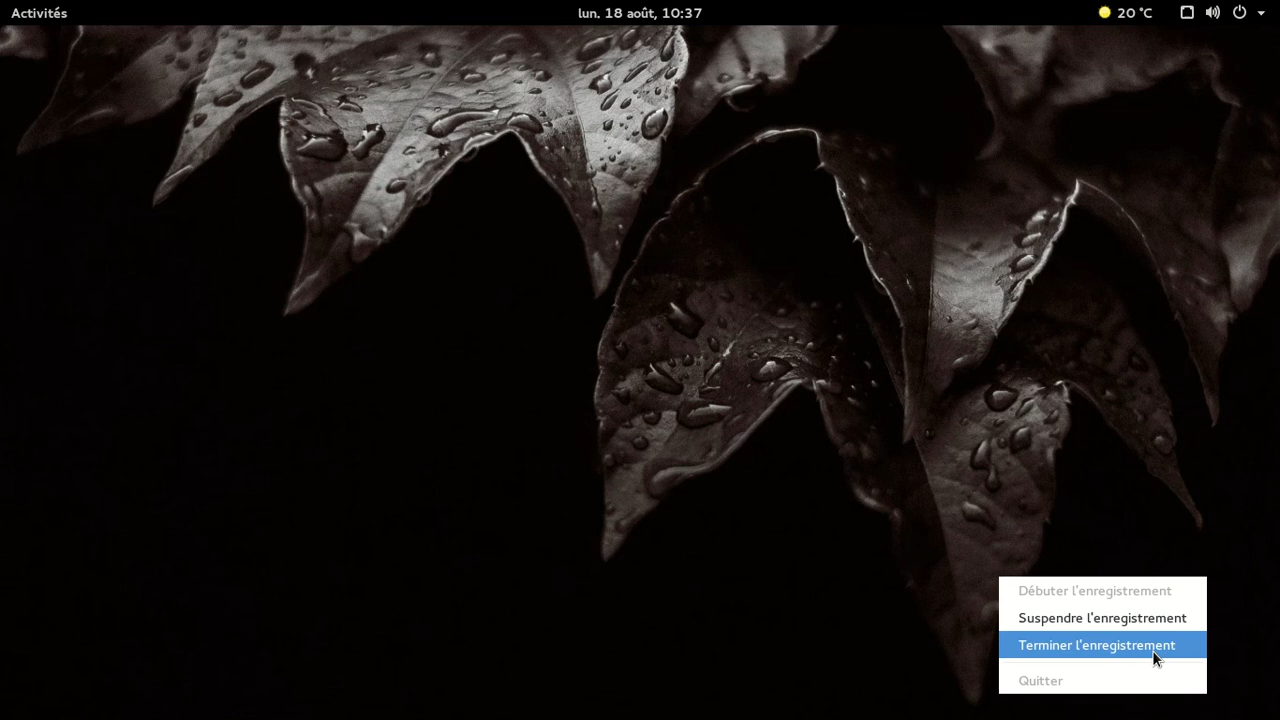 Activités
lun. 18 août, 10:37
20 °C
Débuter l'enregistrement
Suspendre l'enregistrement
Terminer l'enregistrement
Quitter